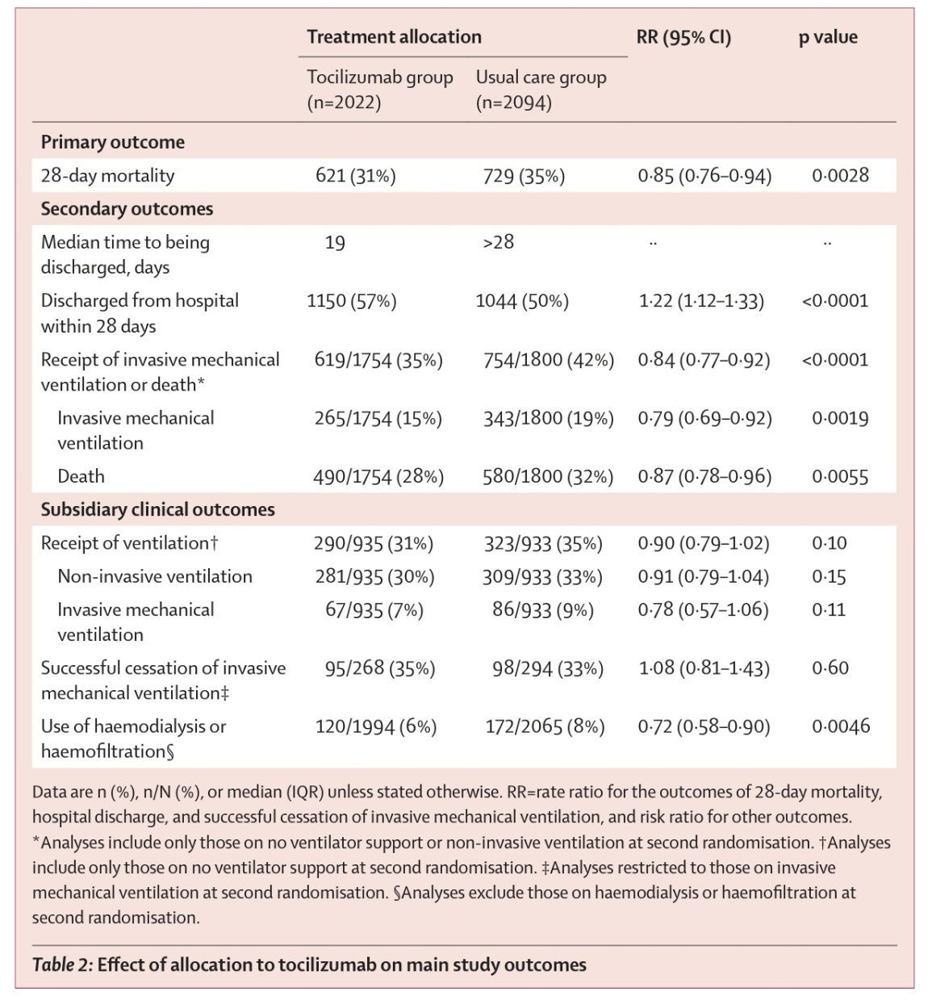 Treatment allocation RR (95% CI) p value
Tocilizumab group Usual care group
(n=2022) (n=2094)
Primary outcome
28-day mortality 621 (31%) 729 (35%) 0·85 (0·76–0·94) 0·0028
Secondary outcomes
Median time to being 19 >28 ·· ··
discharged, days
Discharged from hospital 1150 (57%) 1044 (50%) 1·22 (1·12–1·33) <0·0001
within 28 days
Receipt of invasive mechanical 619/1754 (35%) 754/1800 (42%) 0·84 (0·77–0·92) <0·0001
ventilation or death*
Invasive mechanical 265/1754 (15%) 343/1800 (19%) 0·79 (0·69–0·92) 0·0019
ventilation
Death 490/1754 (28%) 580/1800 (32%) 0·87 (0·78–0·96) 0·0055
Subsidiary clinical outcomes
Receipt of ventilation† 290/935 (31%) 323/933 (35%) 0·90 (0·79–1·02) 0·10
Non-invasive ventilation 281/935 (30%) 309/933 (33%) 0·91 (0·79–1·04) 0·15
Invasive mechanical 67/935 (7%) 86/933 (9%) 0·78 (0·57–1·06) 0·11
ventilation
Successful cessation of invasive 95/268 (35%) 98/294 (33%) 1·08 (0·81–1·43) 0·60
mechanical ventilation‡
Use of haemodialysis or 120/1994 (6%) 172/2065 (8%) 0·72 (0·58–0·90) 0·0046
haemofiltration§
Data are n (%), n/N (%), or median (IQR) unless stated otherwise. RR=rate ratio for the outcomes of 28-day mortality,
hospital discharge, and successful cessation of invasive mechanical ventilation, and risk ratio for other outcomes.
*Analyses include only those on no ventilator support or non-invasive ventilation at second randomisation. †Analyses
include only those on no ventilator support at second randomisation. ‡Analyses restricted to those on invasive
mechanical ventilation at second randomisation. §Analyses exclude those on haemodialysis or haemofiltration at
second randomisation.
Table 2: Effect of allocation to tocilizumab on main study outcomes